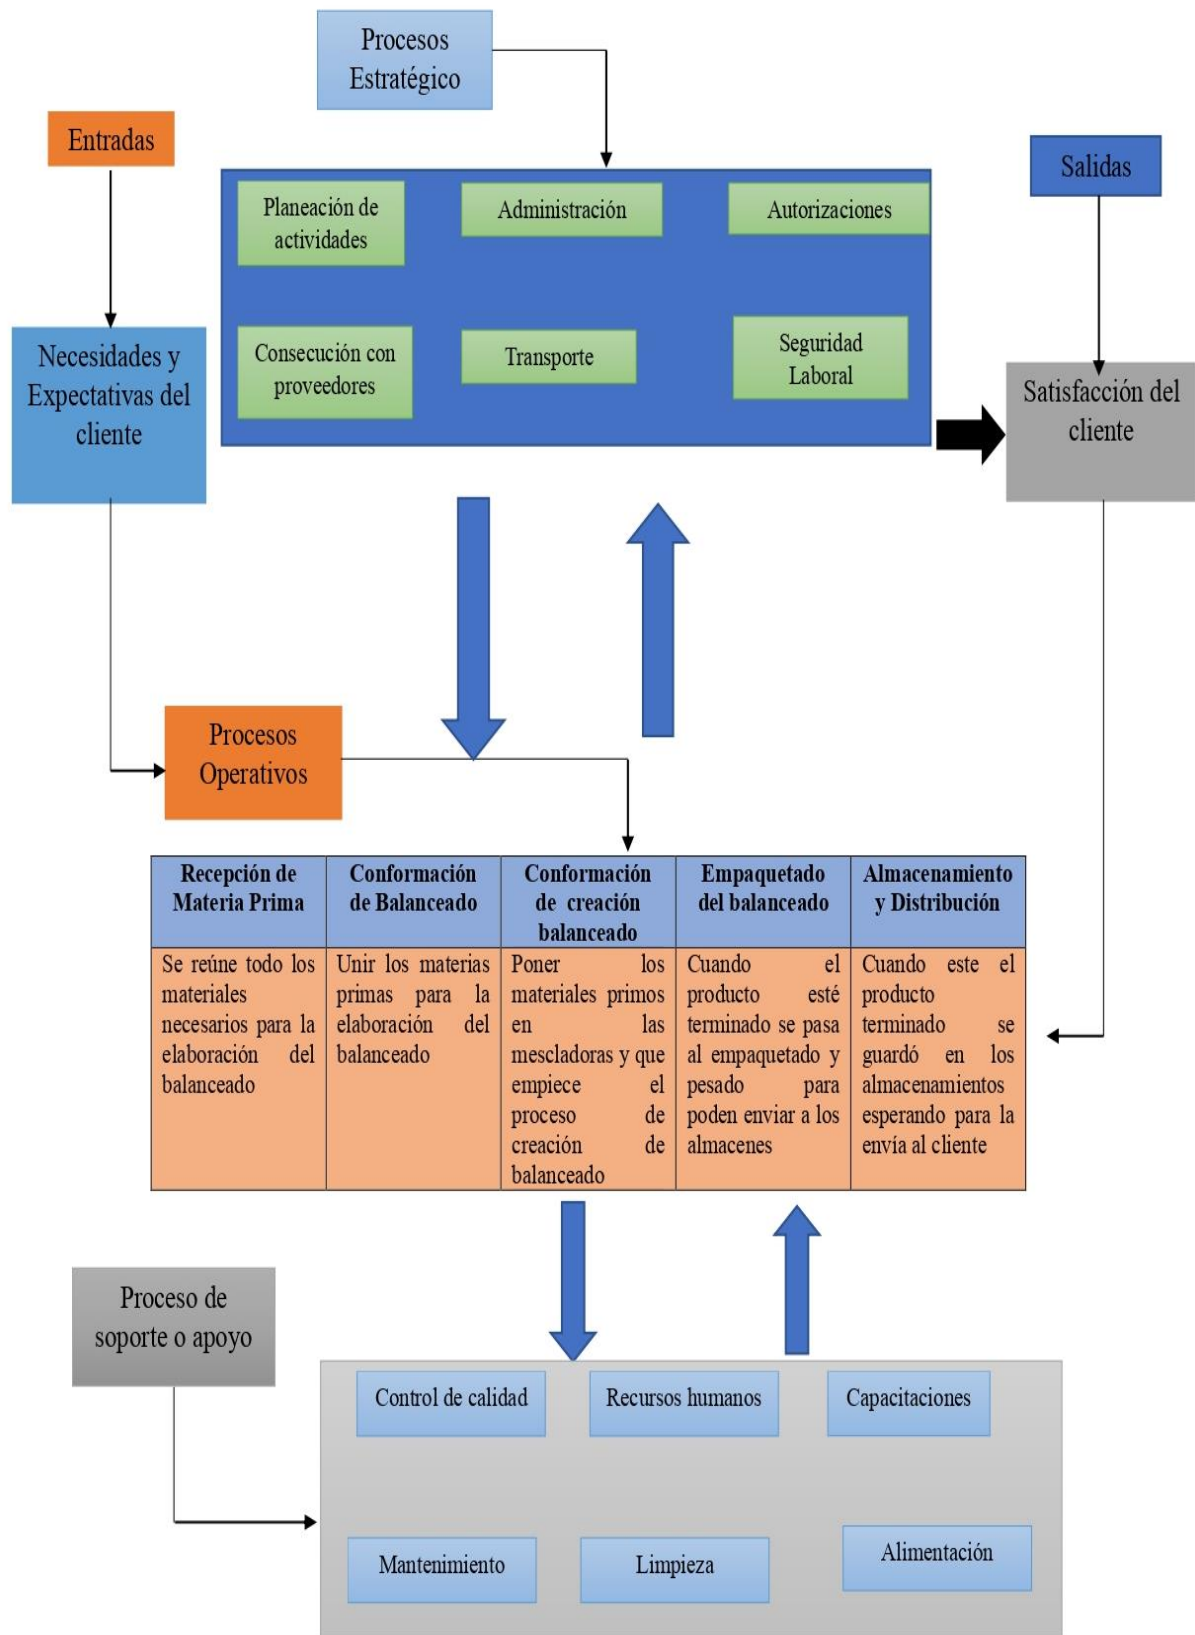 Procesos
Estratégico
Entradas
Salidas
Planeación de
actividades
Administración
Autorizaciones
Consecución con
proveedores
Transporte
Seguridad
Laboral
Necesidades y
Expectativas del
cliente
Satisfacción del
cliente
Procesos
Operativos
Recepción de
Materia Prima
Conformación
de Balanceado
Conformación
de creación
balanceado
Empaquetado
del balanceado
Almacenamiento
y Distribución
Se reúne todo los
materiales
necesarios para la
elaboración del
balanceado
Unir los materias
primas para la
elaboración del
balanceado
Poner los
materiales primos
en las
mescladoras y que
empiece el
proceso de
creación de
balanceado
Cuando el
producto esté
terminado se pasa
al empaquetado y
pesado para
poden enviar a los
almacenes
Cuando este el
producto
terminado se
guardó en los
almacenamientos
esperando para la
envía al cliente
Proceso de
soporte o apoyo
Control de calidad
Recursos humanos
Capacitaciones
Mantenimiento
Limpieza
Alimentación